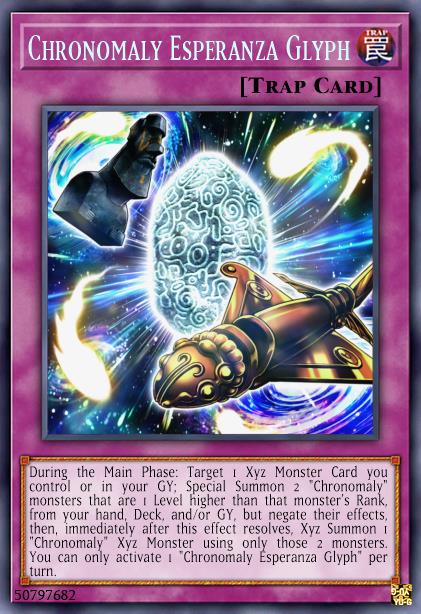 CHRONOMALY ESPERANZA GLYPH
TRAP
罠
[TRAP CARD]
During the Main Phase: Target 1 Xyz Monster Card you
control or in your GY; Special Summon 2 "Chronomaly"
monsters that are 1 Level higher than that monster's Rank,
from your hand, Deck, and/or GY, but negate their effects,
then, immediately after this effect resolves, Xyz Summon 1
"Chronomaly" Xyz Monster using only those 2 monsters.
You can only activate 1 "Chronomaly Esperanza Glyph" per
turn.
50797682